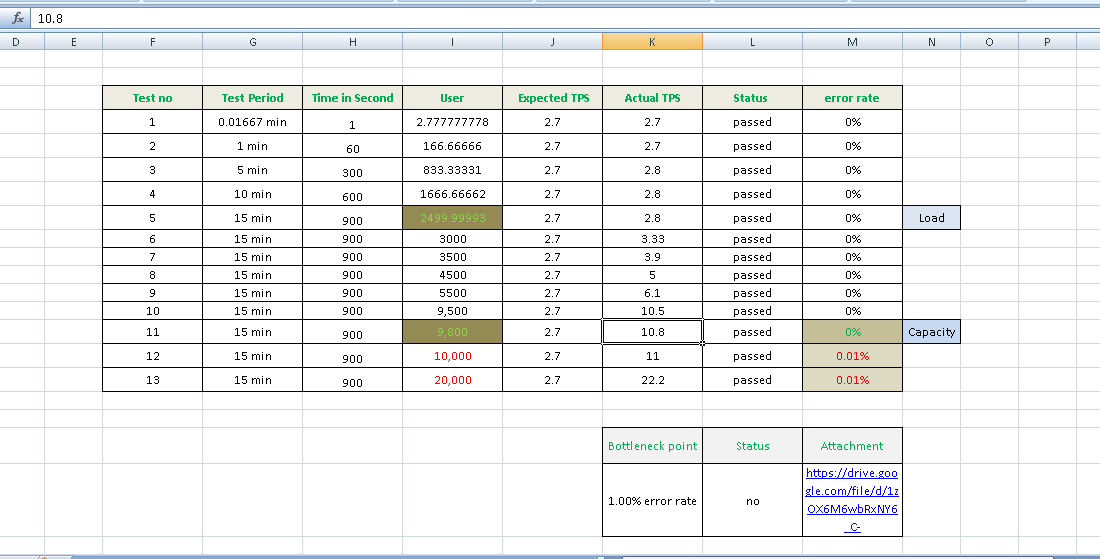 fx 10.8
D E F G H I J K L M N O P
Test no Test Period Time in Second User Expected TPS Actual TPS Status error rate
1 0.01667 min 1 2.777777778 2.7 2.7 passed 0%
2 1 min 60 166.66666 2.7 2.7 passed 0%
3 5 min 300 833.33331 2.7 2.8 passed 0%
4 10 min 600 1666.66662 2.7 2.8 passed 0%
5 15 min 900 2499.99993 2.7 2.8 passed 0% Load
6 15 min 900 3000 2.7 3.33 passed 0%
7 15 min 900 3500 2.7 3.9 passed 0%
8 15 min 900 4500 2.7 5 passed 0%
9 15 min 900 5500 2.7 6.1 passed 0%
10 15 min 900 9,500 2.7 10.5 passed 0%
11 15 min 900 9,800 2.7 10.8 passed 0% Capacity
12 15 min 900 10,000 2.7 11 passed 0.01%
13 15 min 900 20,000 2.7 22.2 passed 0.01%
Bottleneck point Status Attachment
https://drive.goo
gle.com/file/d/1z
1.00% error rate no OX6M6wbRxNY6
_C-